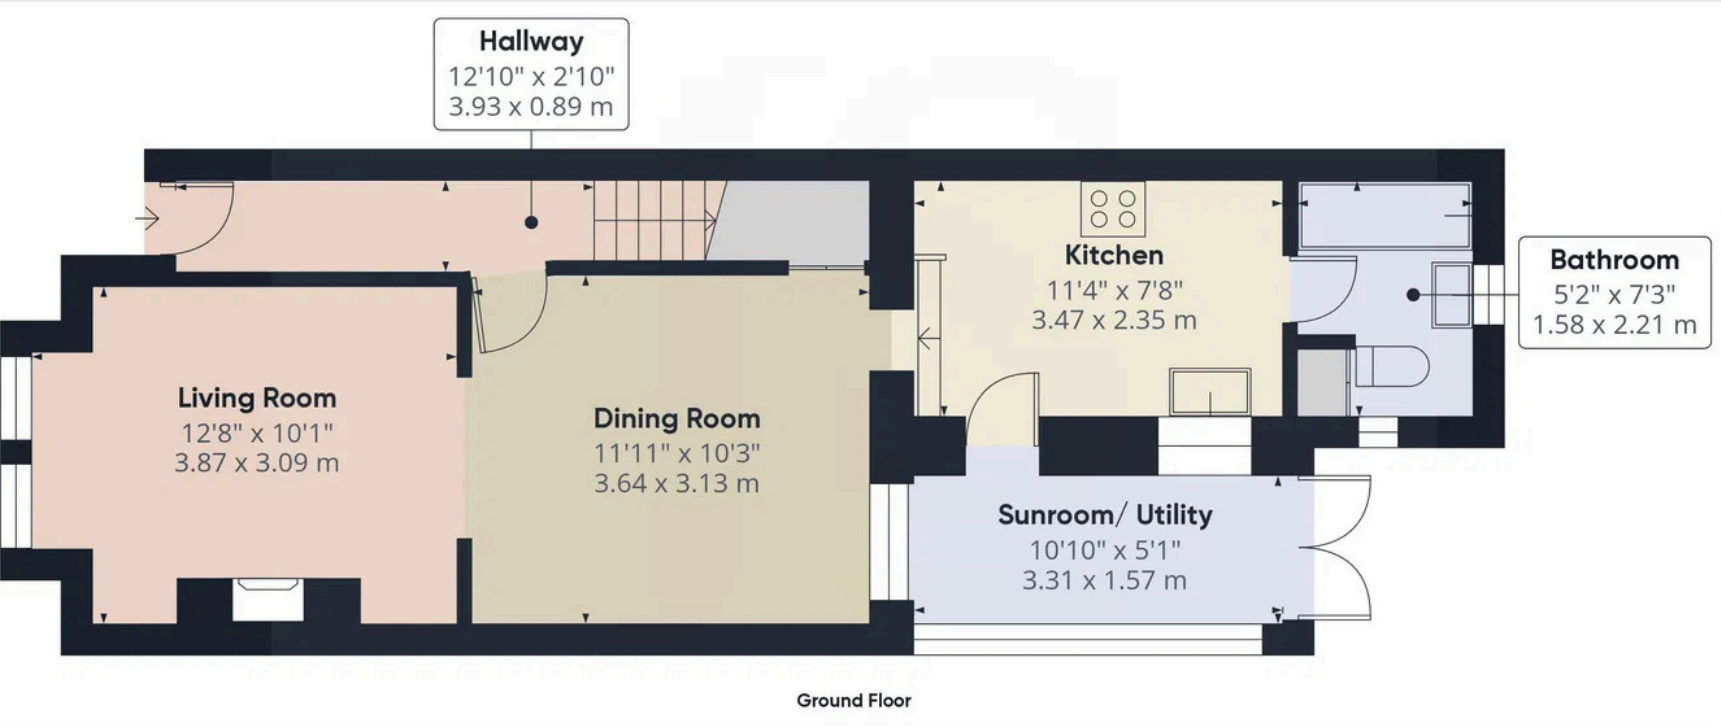 Hallway
12'10" x 2'10"
3.93 x 0.89 m
Kitchen
11'4" x 7'8"
3.47 x 2.35 m
Bathroom
5'2" x 7'3"
1.58 x 2.21 m
Living Room
12'8" x 10'1"
3.87 x 3.09 m
Dining Room
11'11" x 10'3"
3.64 x 3.13 m
Sunroom/ Utility
10'10" x 5'1"
3.31 x 1.57 m
Ground Floor